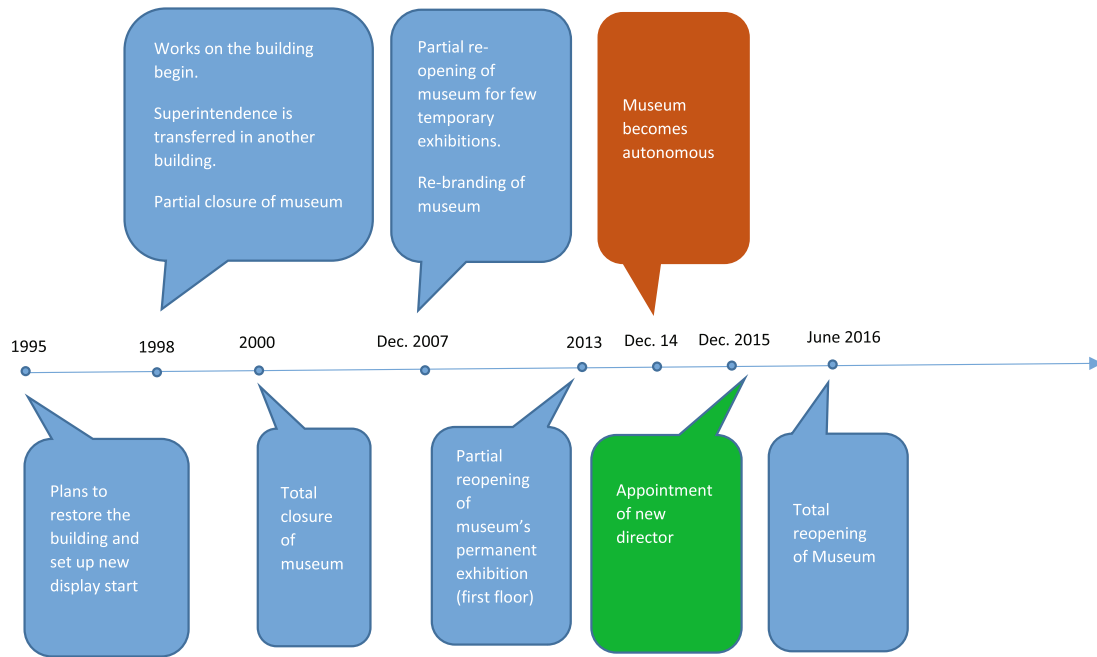 Works on the building
begin.
Superintendence is
transferred in another
building.
Partial closure of museum
Partial re-
opening of
museum for few
temporary
exhibitions.
Re-branding of
museum
Museum
becomes
autonomous
1995
1998
2000
Dec. 2007
2013
Dec. 14
Dec. 2015
June 2016
Plans to
restore the
building and
set up new
display start
Total
closure
of
museum
Partial
reopening
of
museum’s
permanent
exhibition
(first floor)
Appointment
of new
director
Total
reopening
of Museum